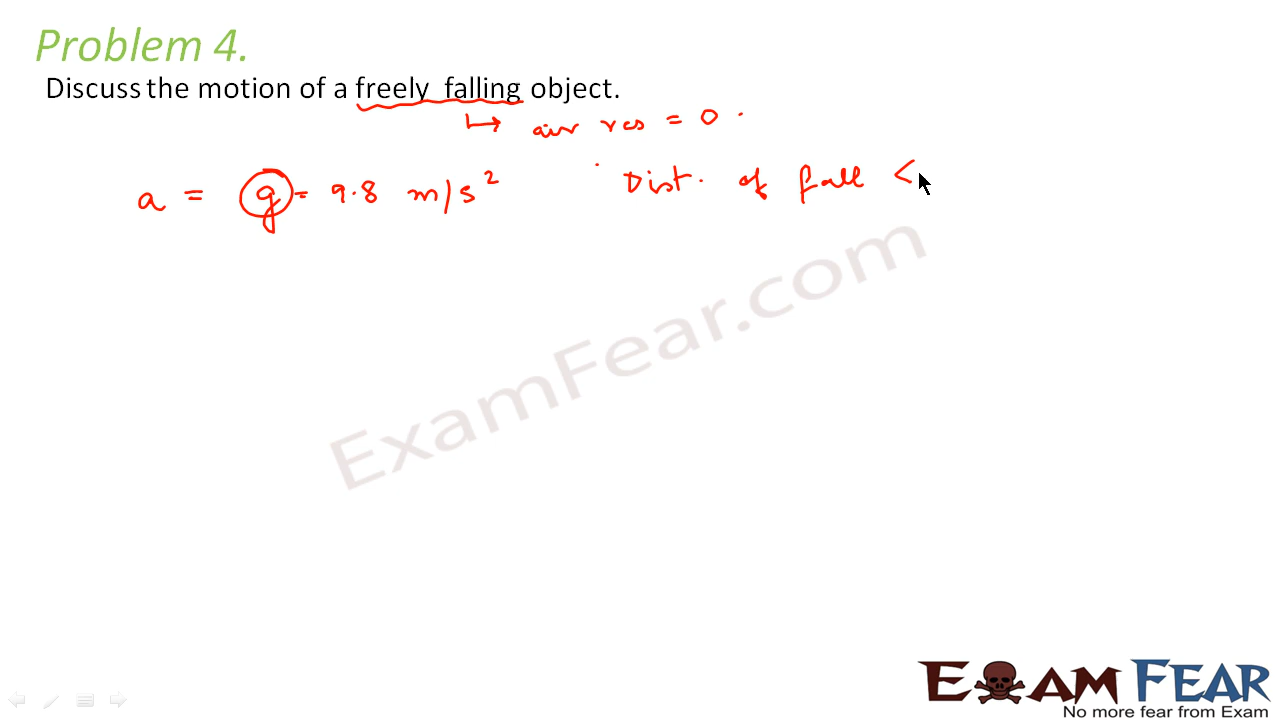 Problem 4.
Discuss the motion of a freely falling object.
↦ air res = 0.
a = g = 9.8 m/s² Dist. of fall <
ExamFear.com
EXAM FEAR
No more fear from Exam